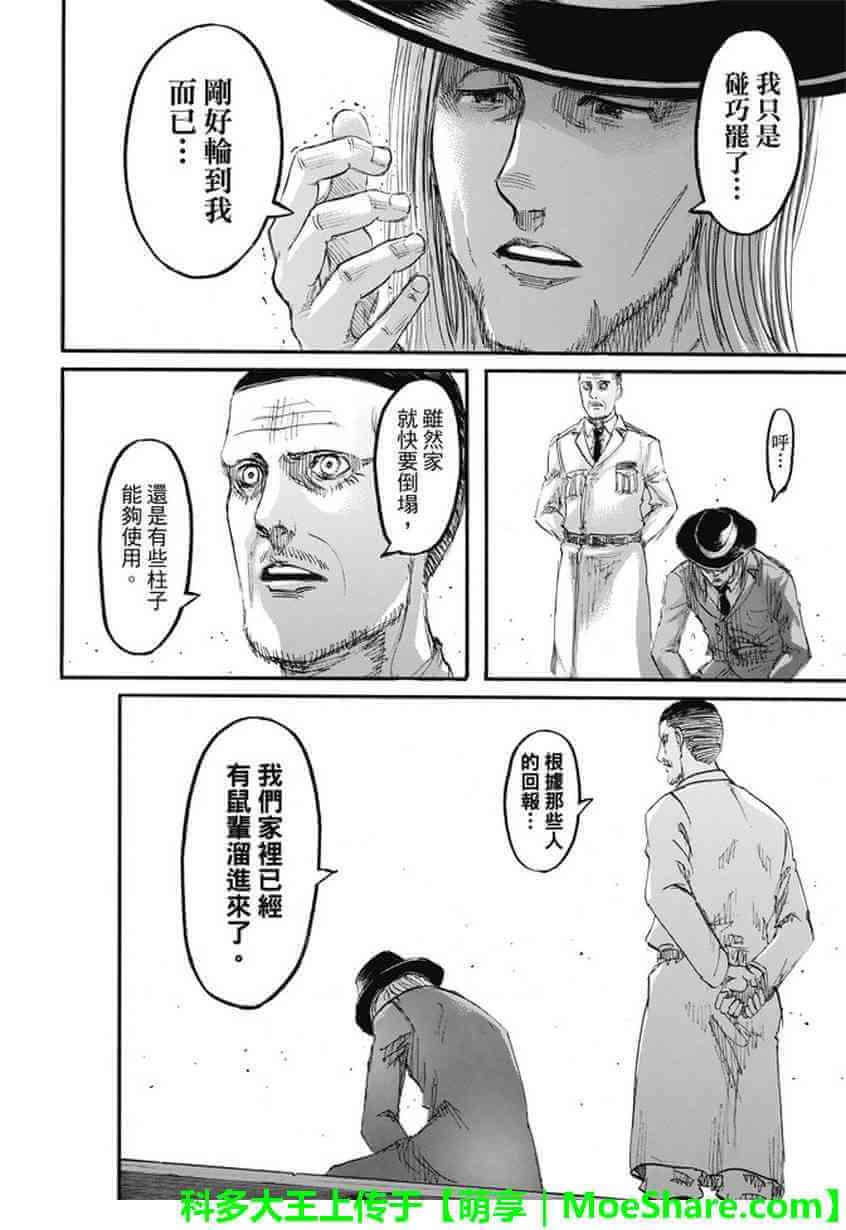 我只是
碰巧罷了…
剛好輪到我
而已…
呼…
雖然家
就快要倒塌，
還是有些柱子
能夠使用。
根據那些人
的回報…
我們家裡已經
有鼠輩溜進來了。
科多大王上传于【萌享｜MoeShare.com】